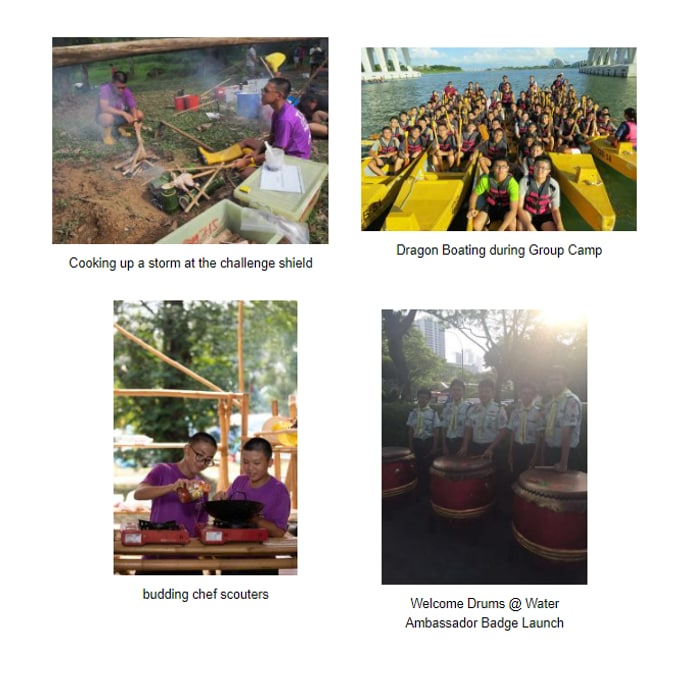 Cooking up a storm at the challenge shield
Dragon Boating during Group Camp
budding chef scouters
Welcome Drums @ Water
Ambassador Badge Launch